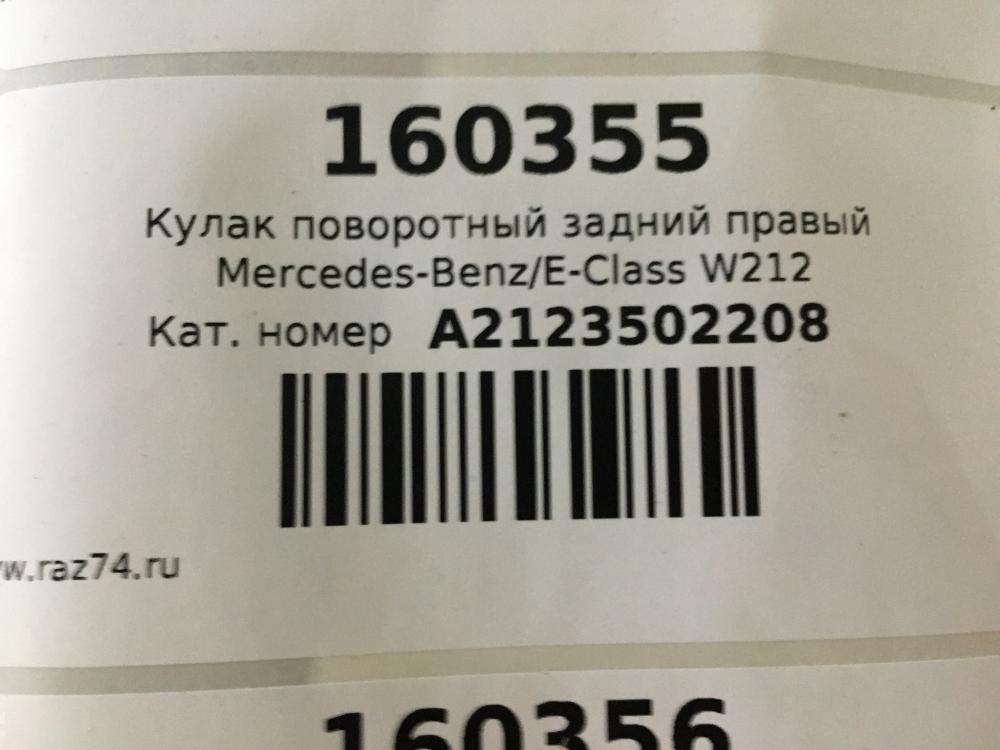 160355
Кулак поворотный задний правый
Mercedes-Benz/E-Class W212
Кат. номер A2123502208
w.raz74.ru
160356